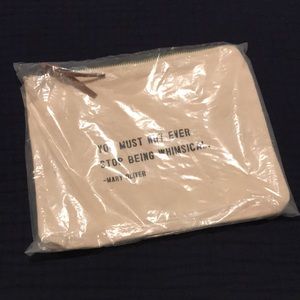 YOU MUST NOT EVER
STOP BEING WHIMSICAL.
-MARY OLIVER